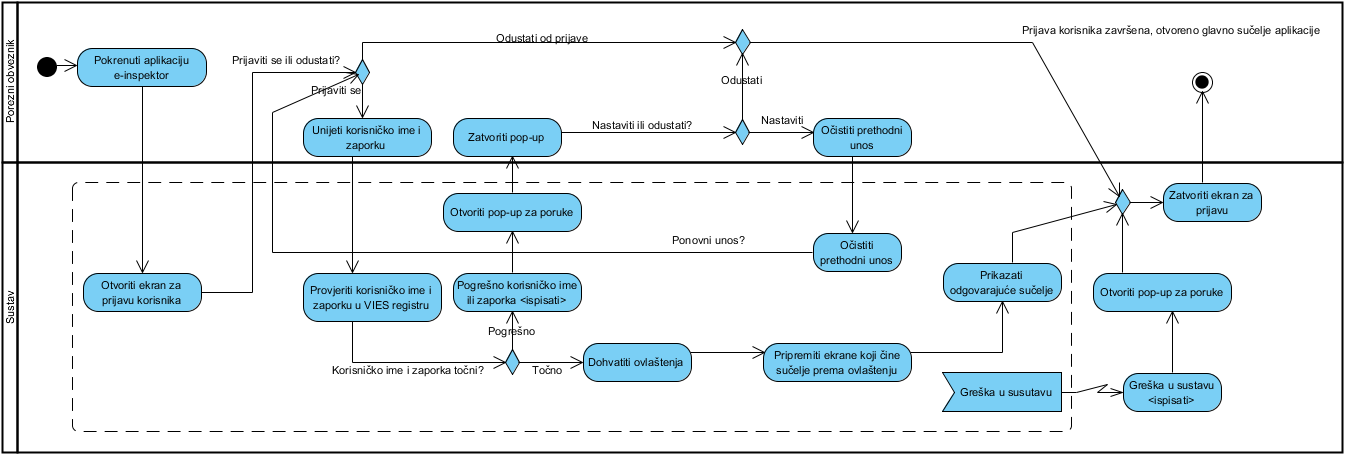 Porezni obveznik
Pokrenuti aplikaciju
e-inspektor
Prijaviti se ili odustati?
Odustati od prijave
Prijaviti se
Unijeti korisničko ime i
zaporku
Zatvoriti pop-up
Nastaviti ili odustati?
Odustati
Nastaviti
Očistiti prethodni
unos
Prijava korisnika završena, otvoreno glavno sučelje aplikacije
Sustav
Otvoriti ekran za
prijavu korisnika
Provjeriti korisničko ime i
zaporku u VIES registru
Korisničko ime i zaporka točni?
Otvoriti pop-up za poruke
Pogrešno korisničko ime
ili zaporka <ispisati>
Pogrešno
Točno
Dohvatiti ovlaštenja
Ponovni unos?
Očistiti
prethodni unos
Pripremiti ekrane koji čine
sučelje prema ovlaštenju
Prikazati
odgovarajuće sučelje
Greška u susutavu
Zatvoriti ekran za
prijavu
Otvoriti pop-up za poruke
Greška u sustavu
<ispisati>